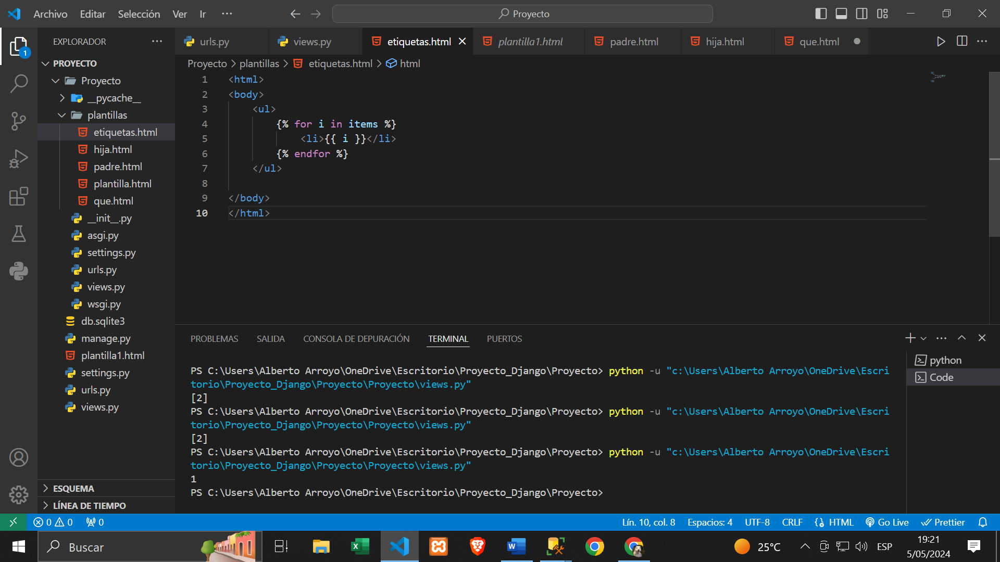 Archivo Editar Selección Ver Ir ···
Proyecto
EXPLORADOR ···
urls.py views.py etiquetas.html plantilla1.html padre.html hija.html que.html
Proyecto > plantillas > etiquetas.html > html
1
PROYECTO
Proyecto
__pycache__
plantillas
etiquetas.html
hija.html
padre.html
plantilla.html
que.html
__init__.py
asgi.py
settings.py
urls.py
views.py
wsgi.py
db.sqlite3
manage.py
plantilla1.html
settings.py
urls.py
views.py
ESQUEMA
LÍNEA DE TIEMPO
1 <html>
2 <body>
3 <ul>
4 {% for i in items %}
5 <li>{{ i }}</li>
6 {% endfor %}
7 </ul>
8
9 </body>
10 </html>
PROBLEMAS SALIDA CONSOLA DE DEPURACIÓN TERMINAL PUERTOS
python
Code
PS C:\Users\Alberto Arroyo\OneDrive\Escritorio\Proyecto_Django\Proyecto> python -u "c:\Users\Alberto Arroyo\OneDrive\Escri
torio\Proyecto_Django\Proyecto\Proyecto\views.py"
[2]
PS C:\Users\Alberto Arroyo\OneDrive\Escritorio\Proyecto_Django\Proyecto> python -u "c:\Users\Alberto Arroyo\OneDrive\Escri
torio\Proyecto_Django\Proyecto\Proyecto\views.py"
[2]
PS C:\Users\Alberto Arroyo\OneDrive\Escritorio\Proyecto_Django\Proyecto> python -u "c:\Users\Alberto Arroyo\OneDrive\Escri
torio\Proyecto_Django\Proyecto\Proyecto\views.py"
1
PS C:\Users\Alberto Arroyo\OneDrive\Escritorio\Proyecto_Django\Proyecto>
0 0 0 Lín. 10, col. 8 Espacios: 4 UTF-8 CRLF HTML Go Live Prettier
Buscar
25°C ESP
19:21
5/05/2024